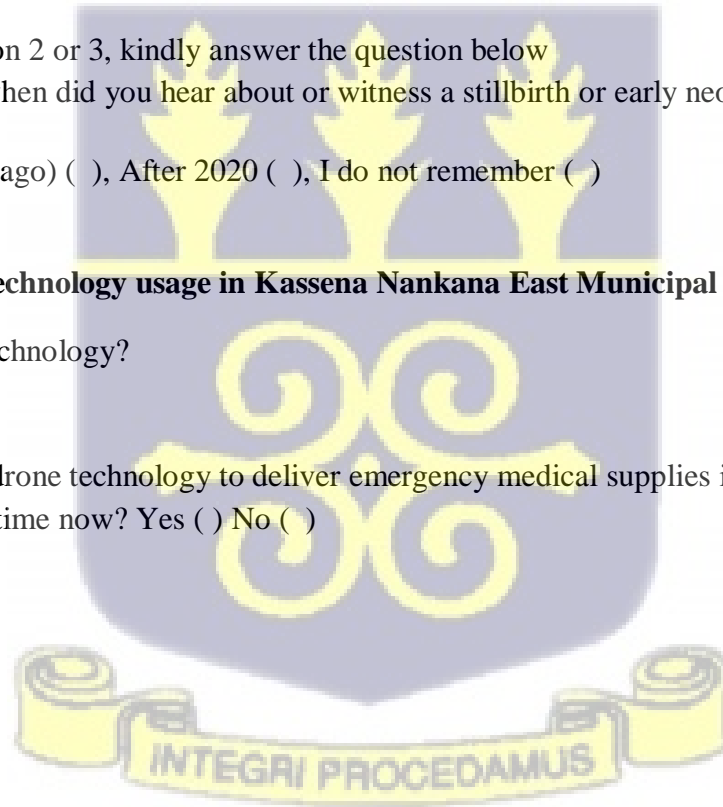 on 2 or 3, kindly answer the question below
hen did you hear about or witness a stillbirth or early neo
ago) ( ), After 2020 ( ), I do not remember ( )
echnology usage in Kassena Nankana East Municipal
chnology?
drone technology to deliver emergency medical supplies i
time now? Yes ( ) No ( )
INTEGRI PROCEDAMUS